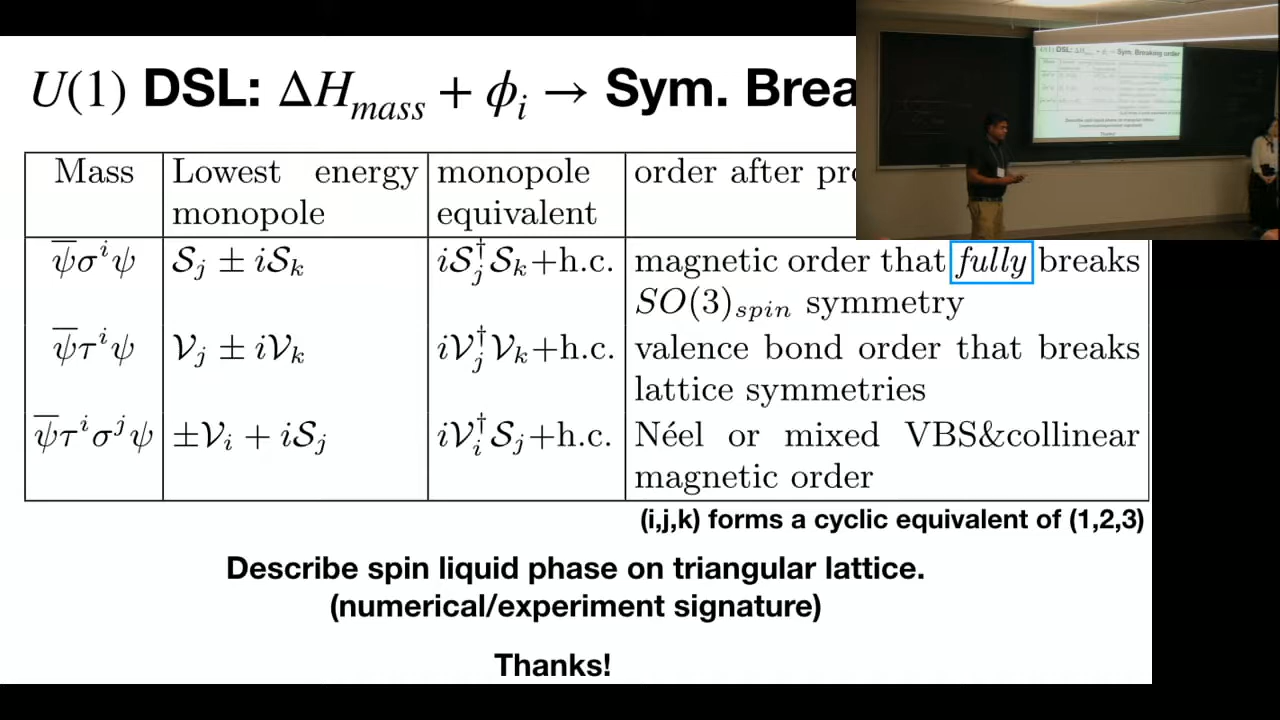 U(1) DSL: ΔH_mass + ϕ_i → Sym. Brea
Mass | Lowest energy monopole | monopole equivalent | order after pro
ψ̅σ^iψ | 𝒮_j ± i𝒮_k | i𝒮_j^†𝒮_k+h.c. | magnetic order that fully breaks SO(3)_spin symmetry
ψ̅τ^iψ | 𝒱_j ± i𝒱_k | i𝒱_j^†𝒱_k+h.c. | valence bond order that breaks lattice symmetries
ψ̅τ^iσ^jψ | ±𝒱_i + i𝒮_j | i𝒱_i^†𝒮_j+h.c. | Néel or mixed VBS&collinear magnetic order
(i,j,k) forms a cyclic equivalent of (1,2,3)
Describe spin liquid phase on triangular lattice.
(numerical/experiment signature)
Thanks!